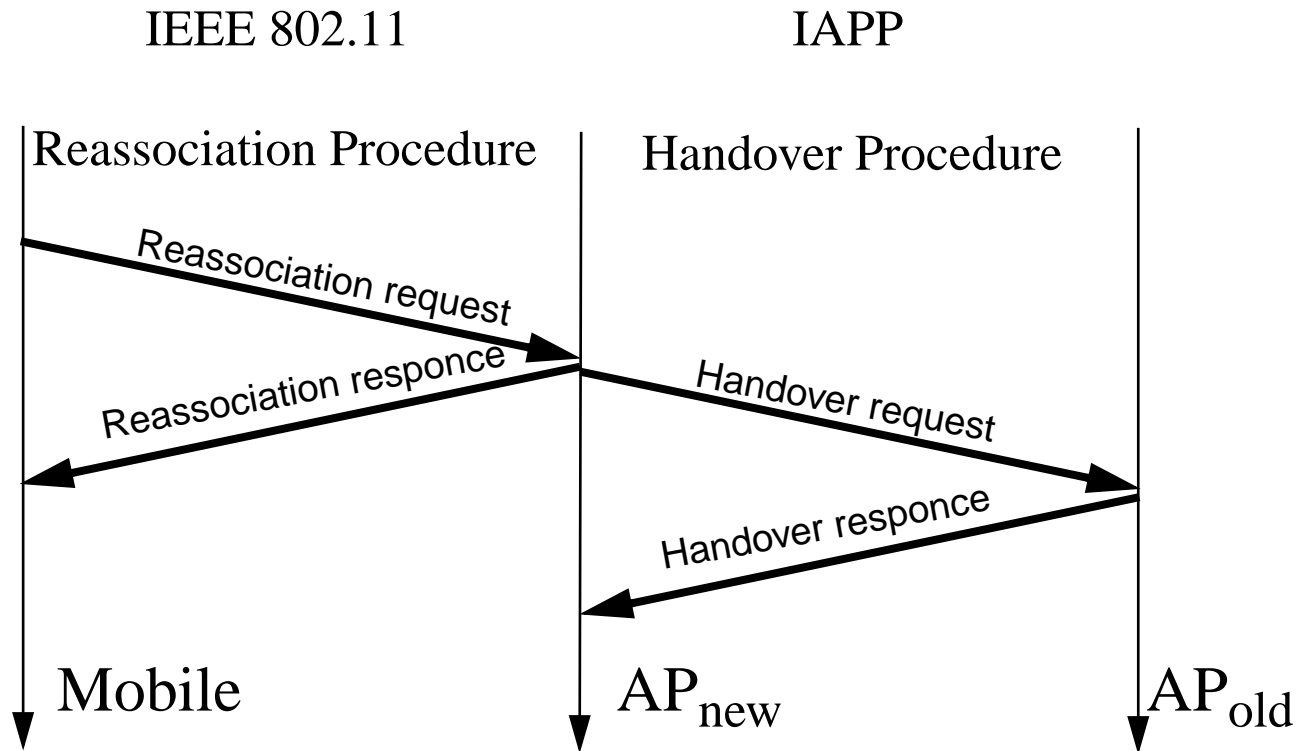 IEEE 802.11
IAPP
Reassociation Procedure
Handover Procedure
Reassociation request
Reassociation responce
Handover request
Handover responce
Mobile
APnew
APold